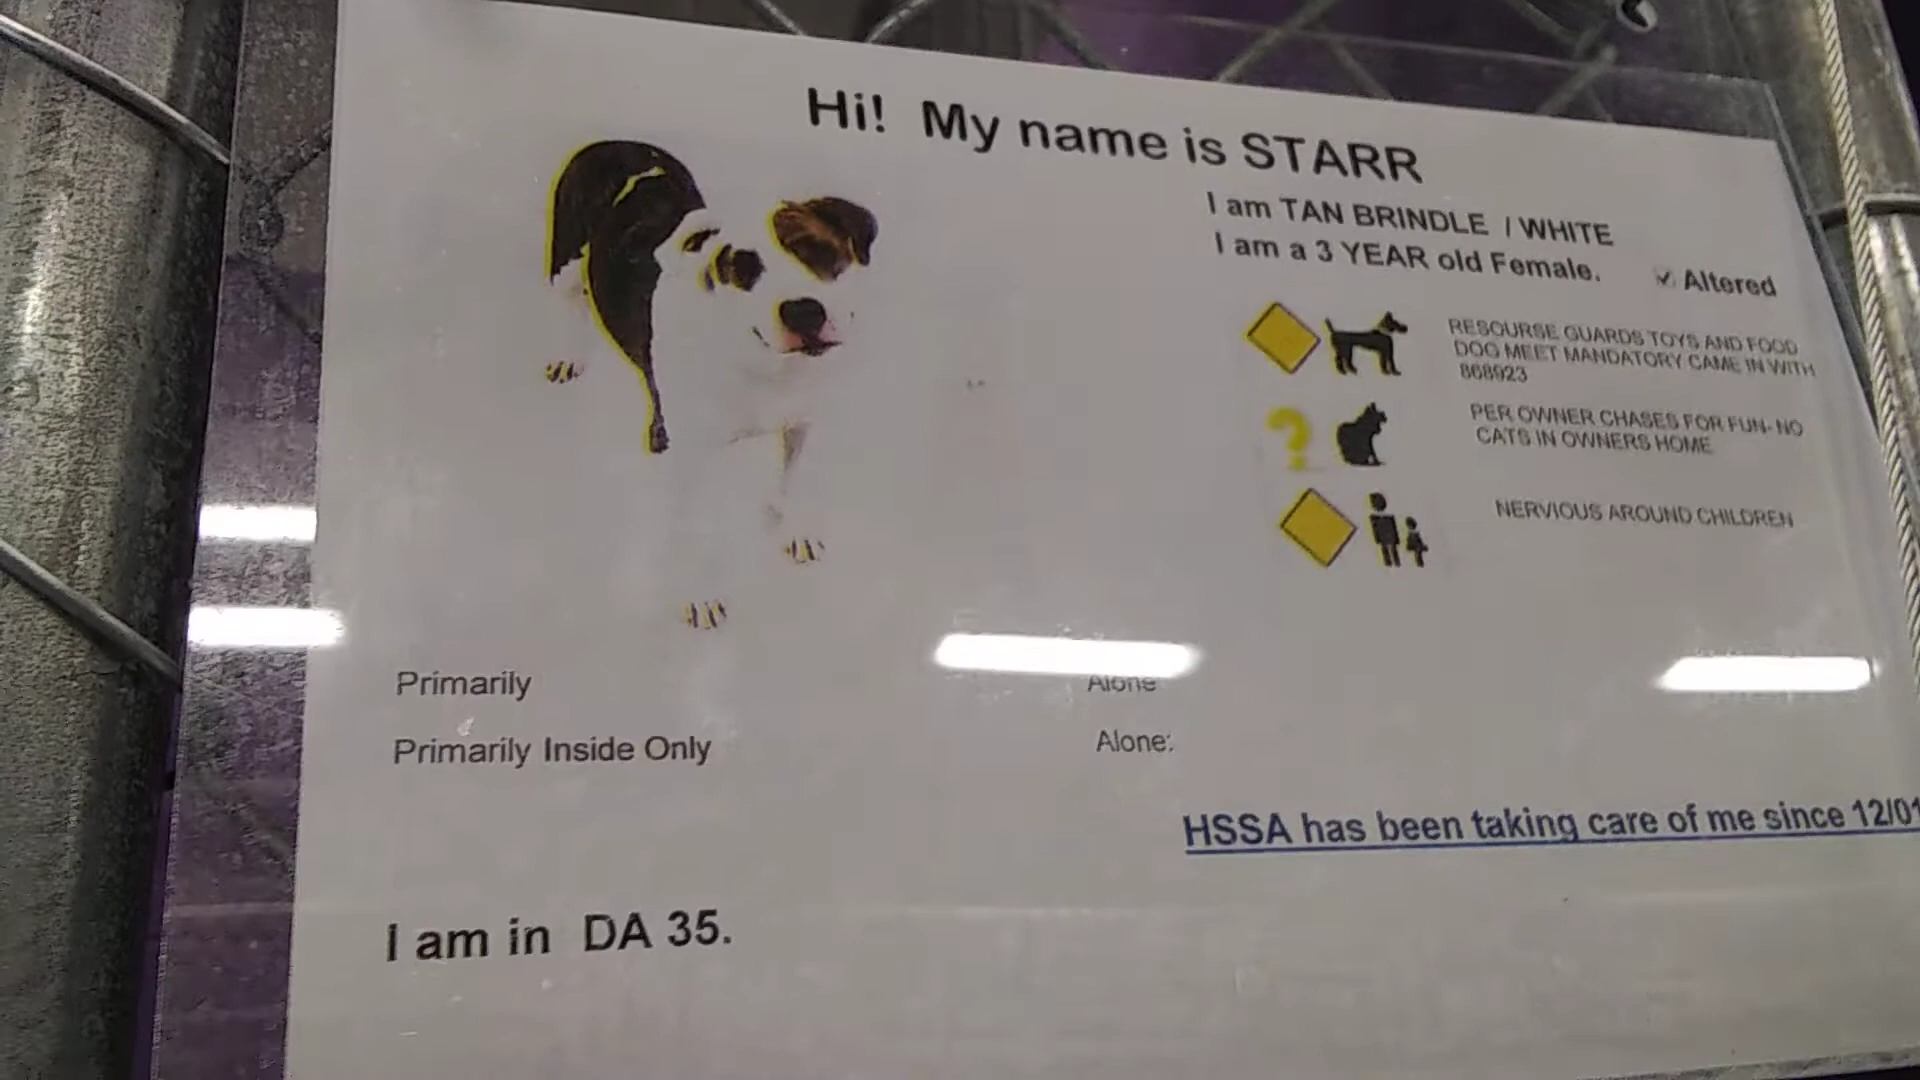 Hi! My name is STARR
I am TAN BRINDLE / WHITE
I am a 3 YEAR old Female.
Altered
RESOURSE GUARDS TOYS AND FOOD
DOG MEET MANDATORY CAME IN WITH
868923
?
PER OWNER CHASES FOR FUN- NO
CATS IN OWNERS HOME
NERVIOUS AROUND CHILDREN
Primarily
Alone
Primarily Inside Only
Alone:
HSSA has been taking care of me since 12/01
I am in DA 35.